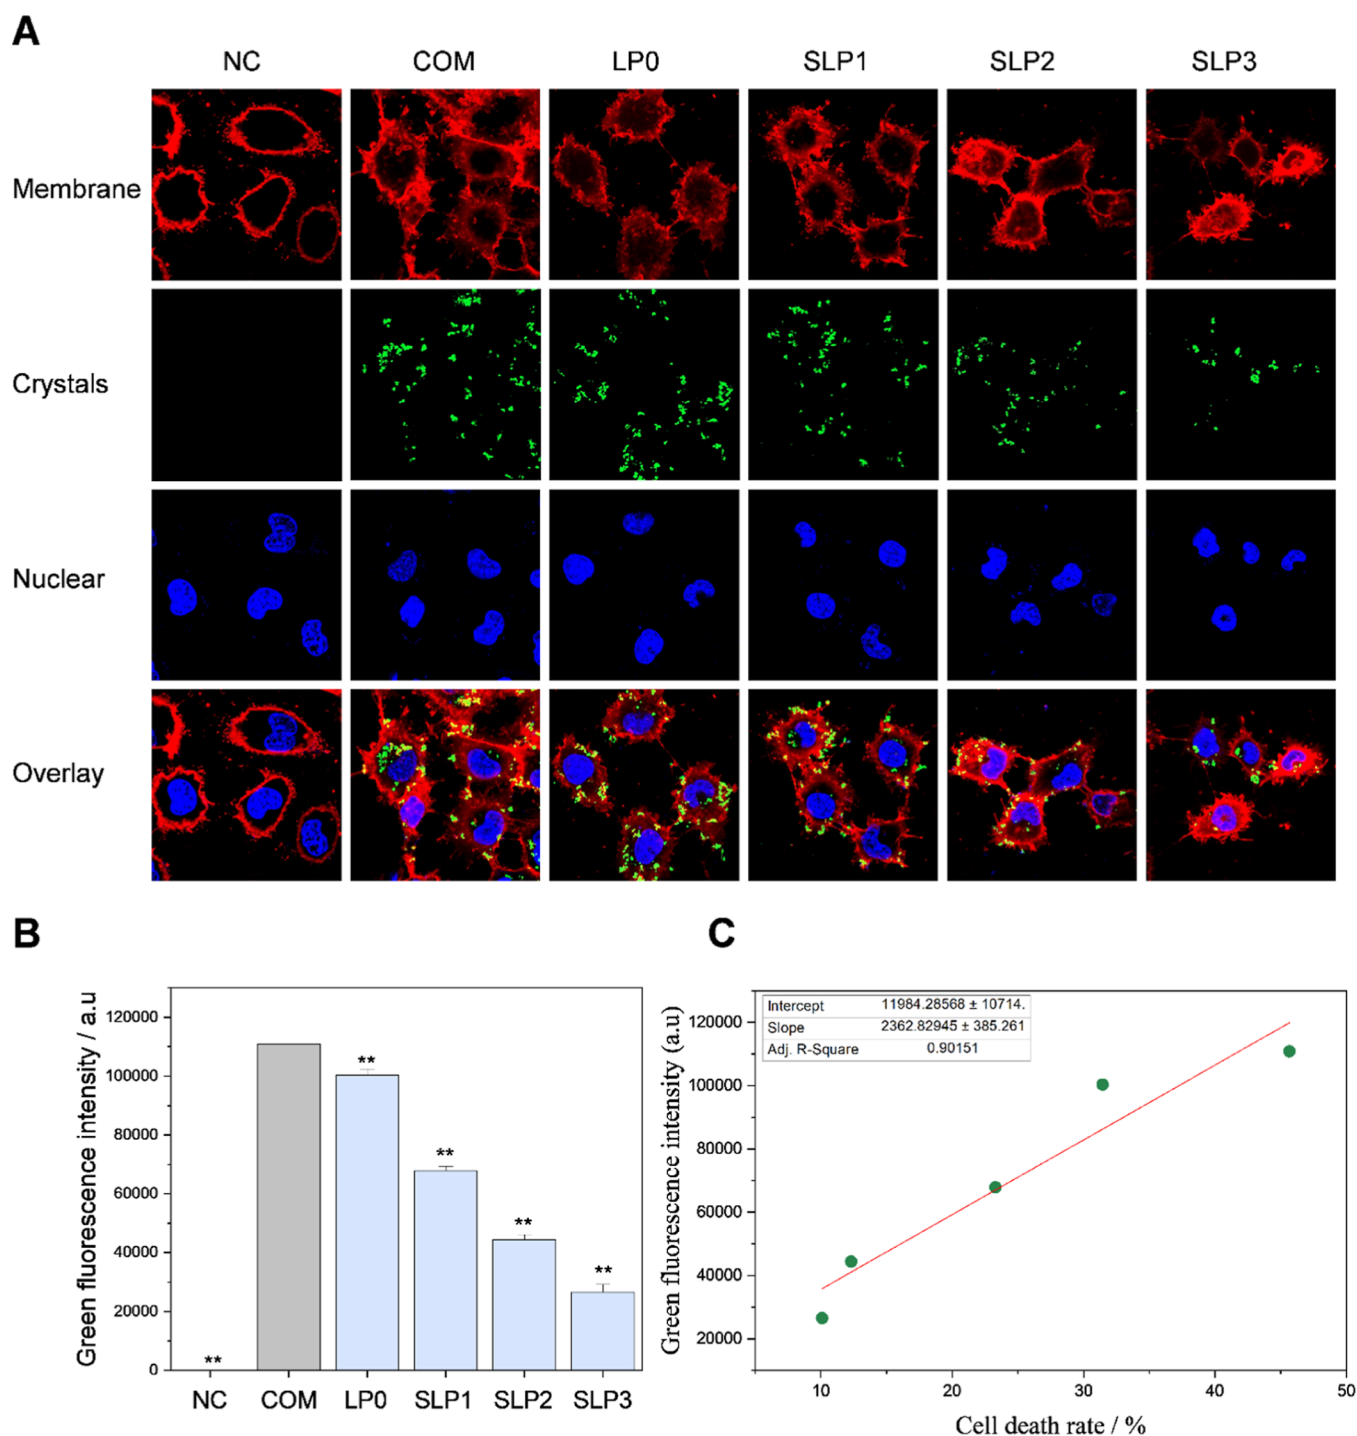 A
NC COM LP0 SLP1 SLP2 SLP3
Membrane
Crystals
Nuclear
Overlay
B
Green fluorescence intensity / a.u
120000
100000
80000
60000
40000
20000
0
**
**
**
**
**
NC COM LP0 SLP1 SLP2 SLP3
C
Green fluorescence intensity (a.u)
Intercept 11984.28568 ± 10714.
Slope 2362.82945 ± 385.261
Adj. R-Square 0.90151
120000
100000
80000
60000
40000
20000
10 20 30 40 50
Cell death rate / %